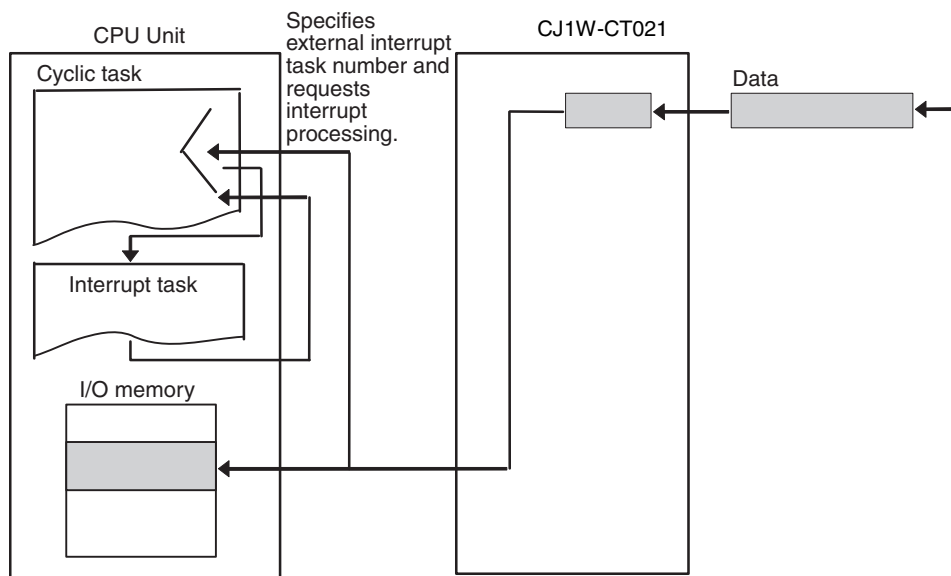 CPU Unit
Cyclic task
Specifies
external interrupt
task number and
requests
interrupt
processing.
CJ1W-CT021
Data
Interrupt task
I/O memory